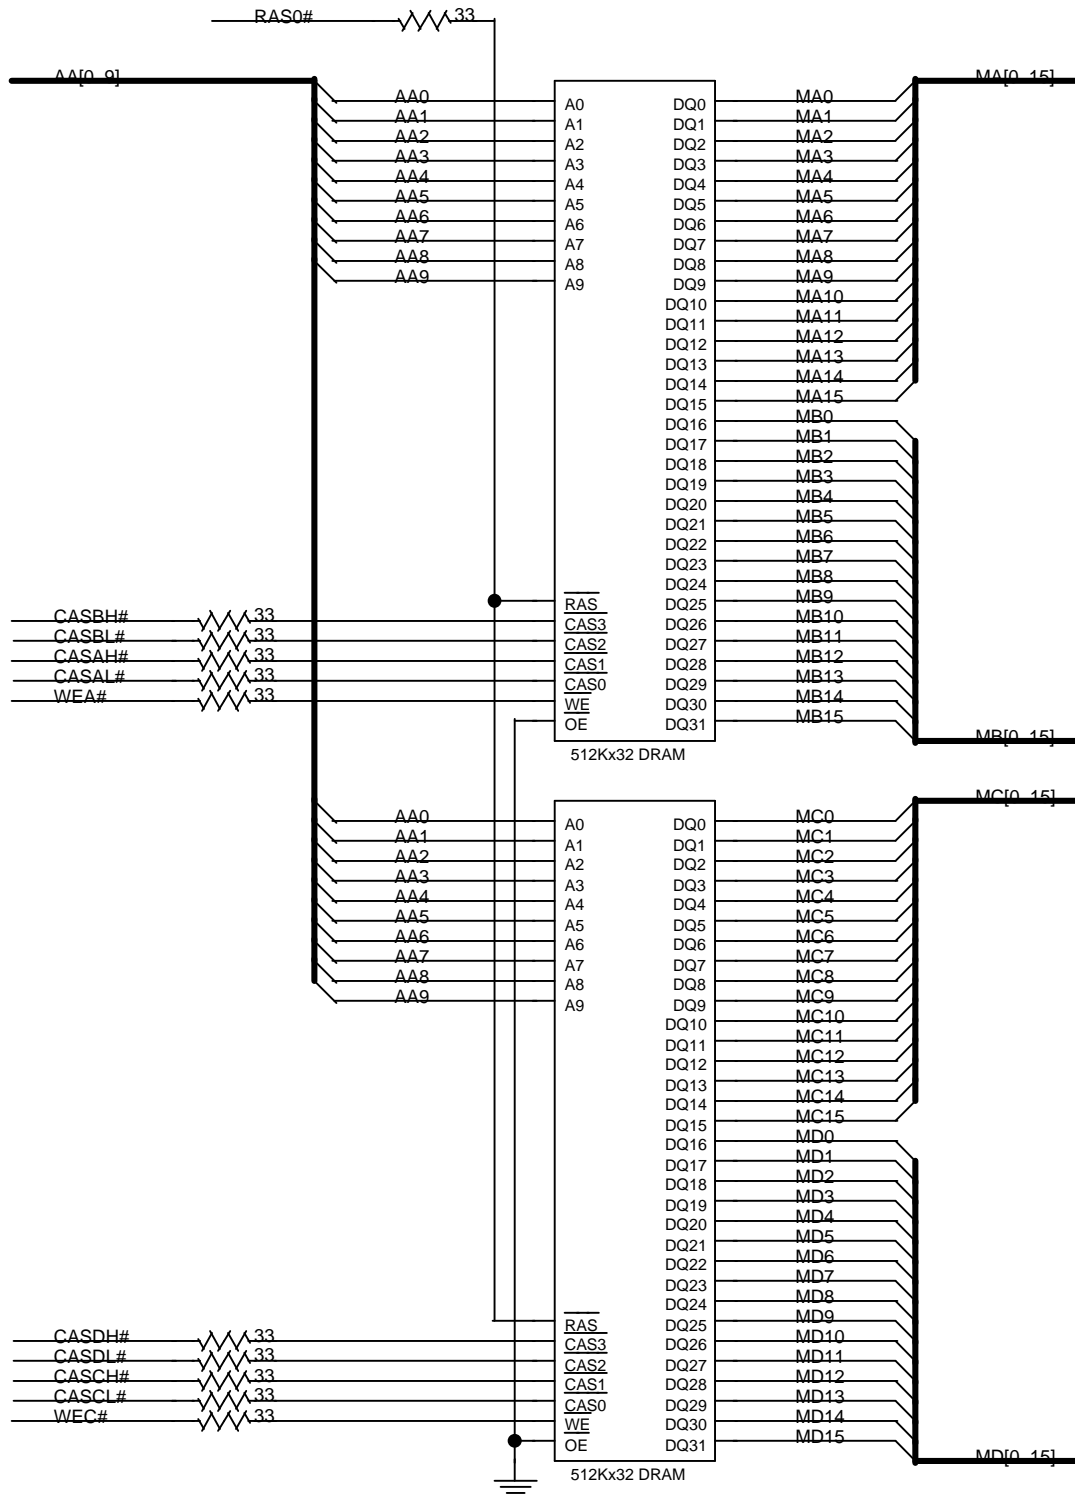 RAS0# 33
AA[0..9] MA[0..15]
AA0 A0 DQ0 MA0
AA1 A1 DQ1 MA1
AA2 A2 DQ2 MA2
AA3 A3 DQ3 MA3
AA4 A4 DQ4 MA4
AA5 A5 DQ5 MA5
AA6 A6 DQ6 MA6
AA7 A7 DQ7 MA7
AA8 A8 DQ8 MA8
AA9 A9 DQ9 MA9
DQ10 MA10
DQ11 MA11
DQ12 MA12
DQ13 MA13
DQ14 MA14
DQ15 MA15
DQ16 MB0
DQ17 MB1
DQ18 MB2
DQ19 MB3
DQ20 MB4
DQ21 MB5
DQ22 MB6
DQ23 MB7
DQ24 MB8
RAS DQ25 MB9
CASBH# 33 CAS3 DQ26 MB10
CASBL# 33 CAS2 DQ27 MB11
CASAH# 33 CAS1 DQ28 MB12
CASAL# 33 CAS0 DQ29 MB13
WEA# 33 WE DQ30 MB14
OE DQ31 MB15
MB[0..15]
512Kx32 DRAM
MC[0..15]
AA0 A0 DQ0 MC0
AA1 A1 DQ1 MC1
AA2 A2 DQ2 MC2
AA3 A3 DQ3 MC3
AA4 A4 DQ4 MC4
AA5 A5 DQ5 MC5
AA6 A6 DQ6 MC6
AA7 A7 DQ7 MC7
AA8 A8 DQ8 MC8
AA9 A9 DQ9 MC9
DQ10 MC10
DQ11 MC11
DQ12 MC12
DQ13 MC13
DQ14 MC14
DQ15 MC15
DQ16 MD0
DQ17 MD1
DQ18 MD2
DQ19 MD3
DQ20 MD4
DQ21 MD5
DQ22 MD6
DQ23 MD7
DQ24 MD8
RAS DQ25 MD9
CASDH# 33 CAS3 DQ26 MD10
CASDL# 33 CAS2 DQ27 MD11
CASCH# 33 CAS1 DQ28 MD12
CASCL# 33 CAS0 DQ29 MD13
WEC# 33 WE DQ30 MD14
OE DQ31 MD15
MD[0..15]
512Kx32 DRAM